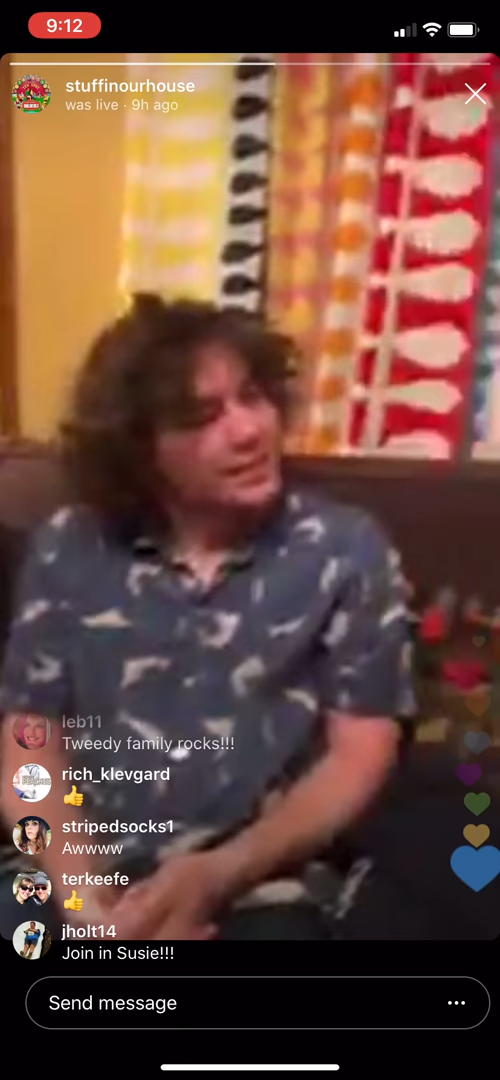 9:12
stuffinourhouse
was live · 9h ago
leb11
Tweedy family rocks!!!
rich_klevgard
👍
stripedsocks1
Awwww
terkeefe
👍
jholt14
Join in Susie!!!
Send message